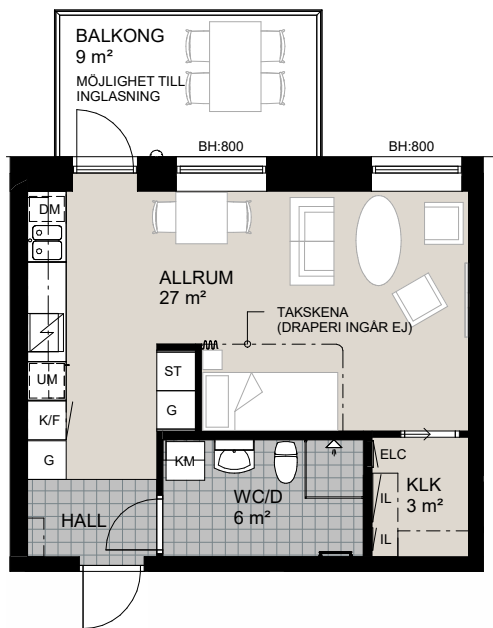 BALKONG
9 m²
MÖJLIGHET TILL
INGLASNING
BH:800
BH:800
DM
ALLRUM
27 m²
TAKSKENA
(DRAPERI INGÅR EJ)
ST
UM
K/F
G
G
KM
ELC
WC/D
6 m²
KLK
3 m²
IL
HALL
IL